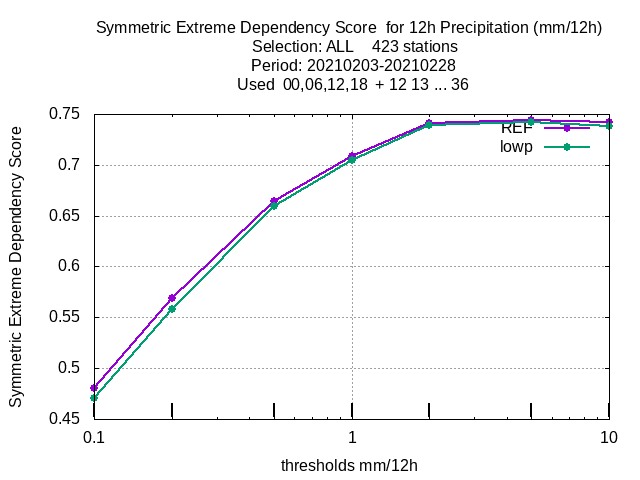 Symmetric Extreme Dependency Score  for 12h Precipitation (mm/12h)
Selection: ALL    423 stations
Period: 20210203-20210228
Used  00,06,12,18  + 12 13 ... 36
Symmetric Extreme Dependency Score
0.75
0.7
0.65
0.6
0.55
0.5
0.45
REF
lowp
0.1
1
10
thresholds mm/12h